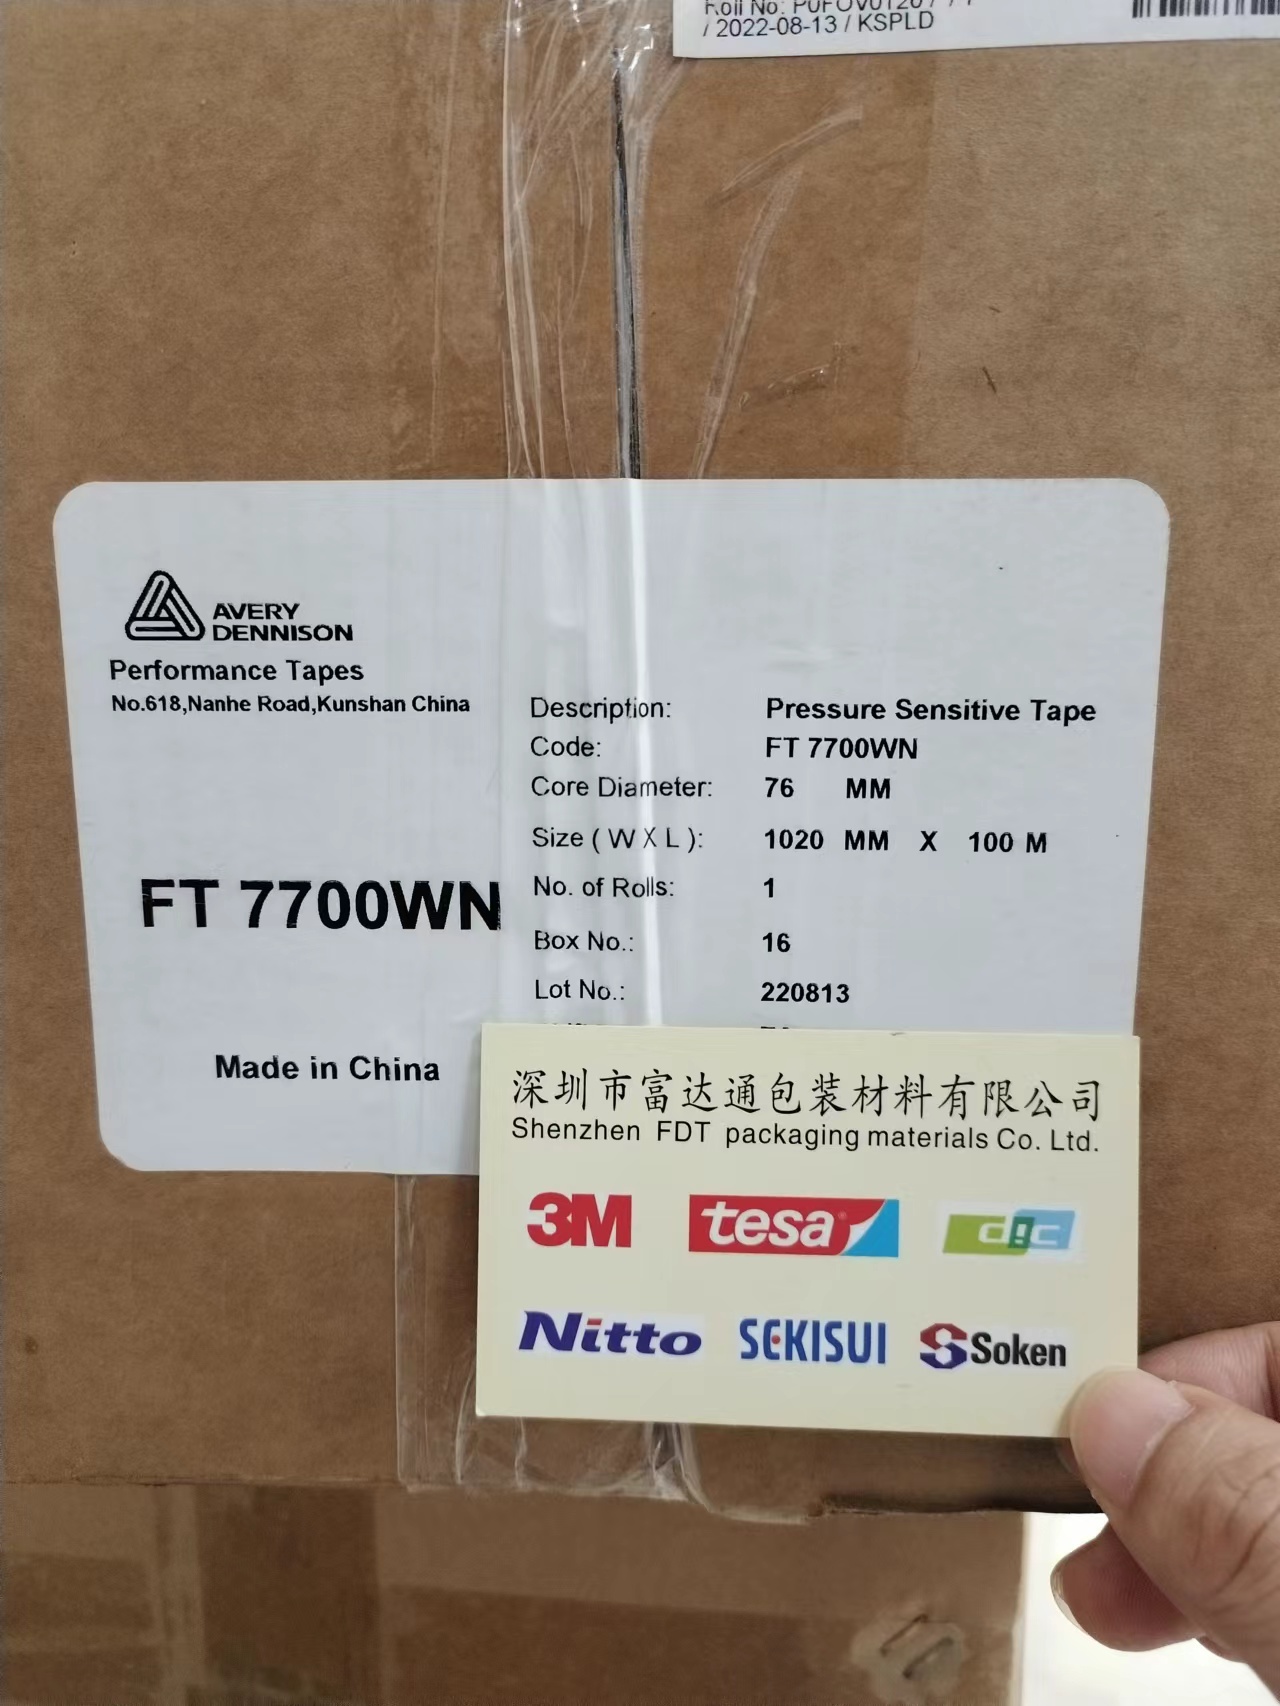 / 2022-08-13 / KSPLD
AVERY
DENNISON
Performance Tapes
No.618,Nanhe Road,Kunshan China
Description: Pressure Sensitive Tape
Code: FT 7700WN
Core Diameter: 76 MM
Size ( W X L ): 1020 MM X 100 M
FT 7700WN
No. of Rolls: 1
Box No.: 16
Lot No.: 220813
Made in China
深圳市富达通包装材料有限公司
Shenzhen FDT packaging materials Co. Ltd.
3M tesa dic
Nitto SEKISUI Soken